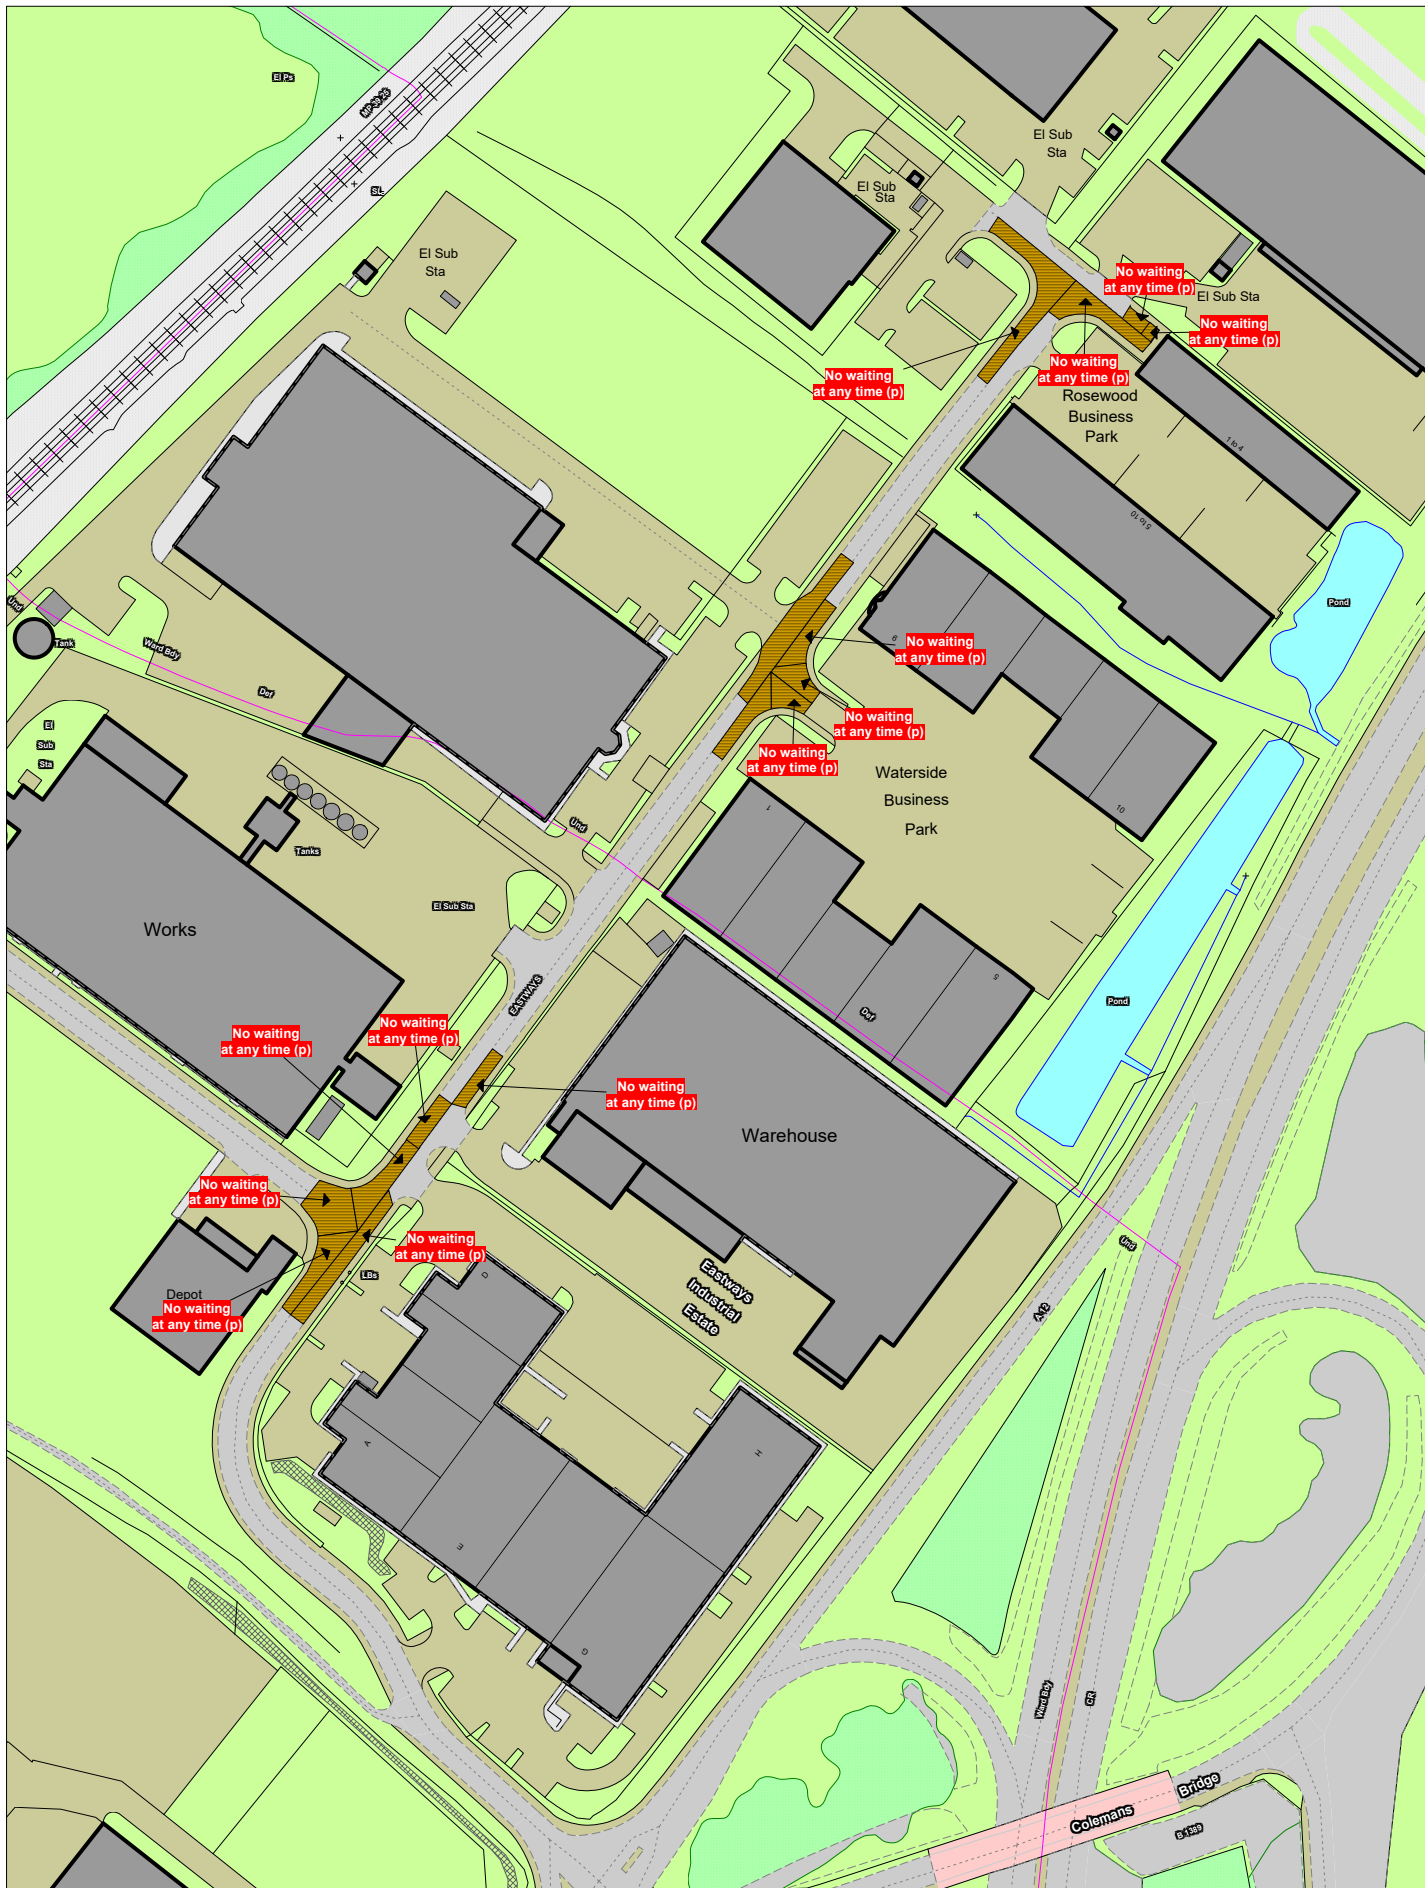 El Ps
MP 39.25
SL
El Sub
Sta
El Sub
Sta
El Sub
Sta
No waiting
at any time (p)
El Sub Sta
No waiting
at any time (p)
No waiting
at any time (p)
No waiting
at any time (p)
Rosewood
Business
Park
1 to 4
5 to 10
Pond
Und
Tank
Ward Bdy
Def
9
No waiting
at any time (p)
No waiting
at any time (p)
No waiting
at any time (p)
El
Sub
Sta
Waterside
Business
Park
1
10
Und
Tanks
El Sub Sta
Works
5
Pond
Def
EASTWAYS
No waiting
at any time (p)
No waiting
at any time (p)
No waiting
at any time (p)
Warehouse
No waiting
at any time (p)
No waiting
at any time (p)
Und
LBs
D
Eastways
Industrial
Estate
Depot
No waiting
at any time (p)
A 12
A
H
E
G
Ward Bdy
CR
Colemans
Bridge
B 1389